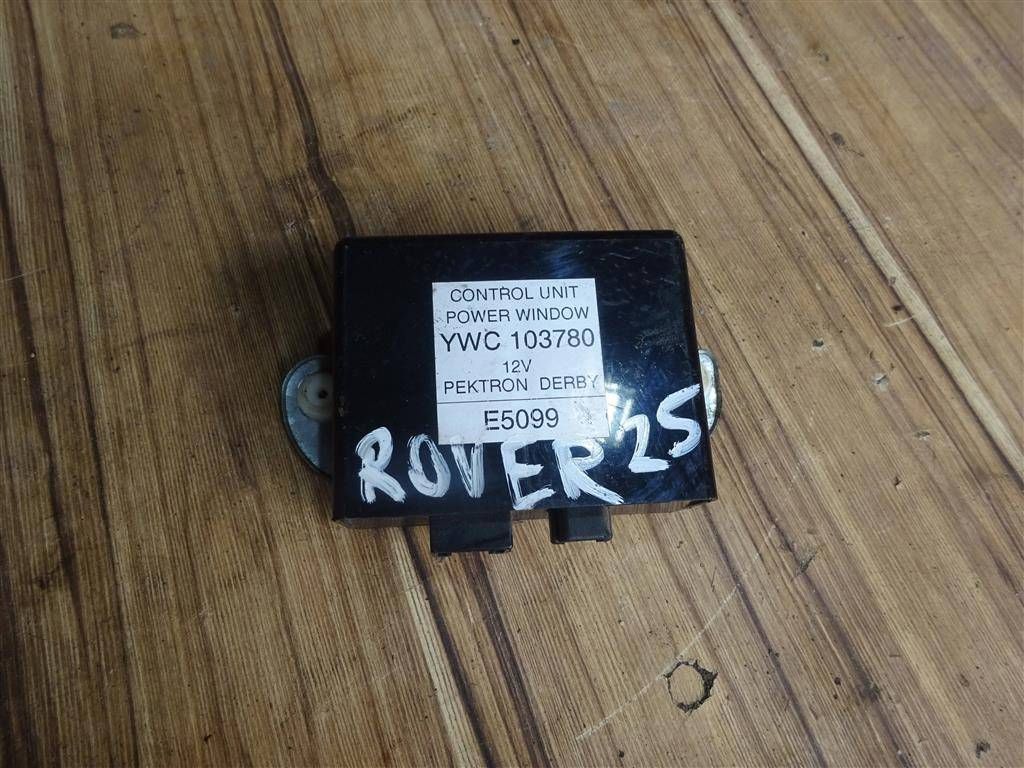 CONTROL UNIT
POWER WINDOW
YWC 103780
12V
PEKTRON DERBY
E5099
ROVER 25